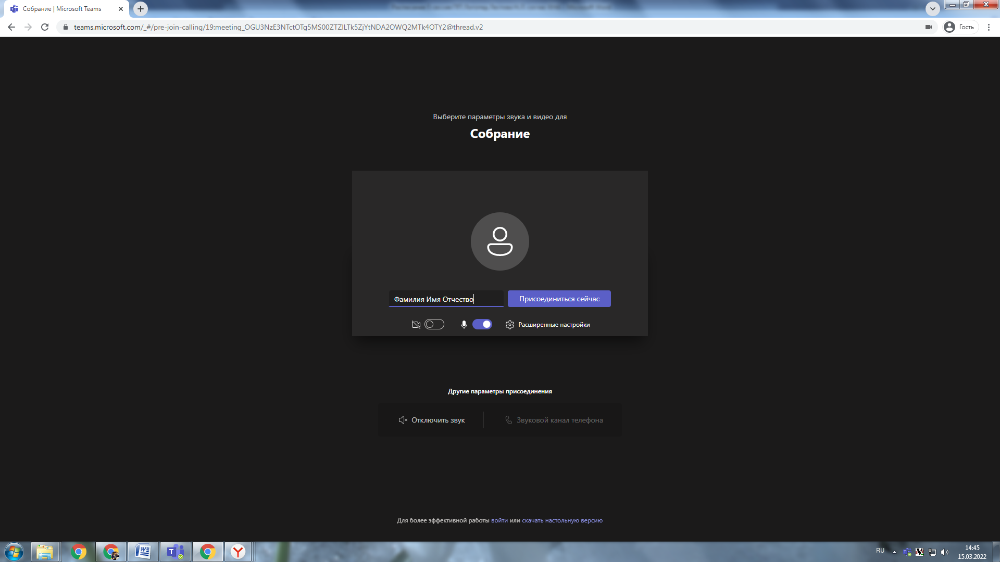 Собрание | Microsoft Teams
teams.microsoft.com/_#/pre-join-calling/19:meeting_OGU3NzE3NTctOTg5MS00ZTZlLTk5ZjYtNDA2OWQ2MTk4OTY2@thread.v2
Гость
Выберите параметры звука и видео для
Собрание
Фамилия Имя Отчество
Присоединиться сейчас
Расширенные настройки
Другие параметры присоединения
Отключить звук
Звуковой канал телефона
Для более эффективной работы войти или скачать настольную версию
RU
14:45
15.03.2022